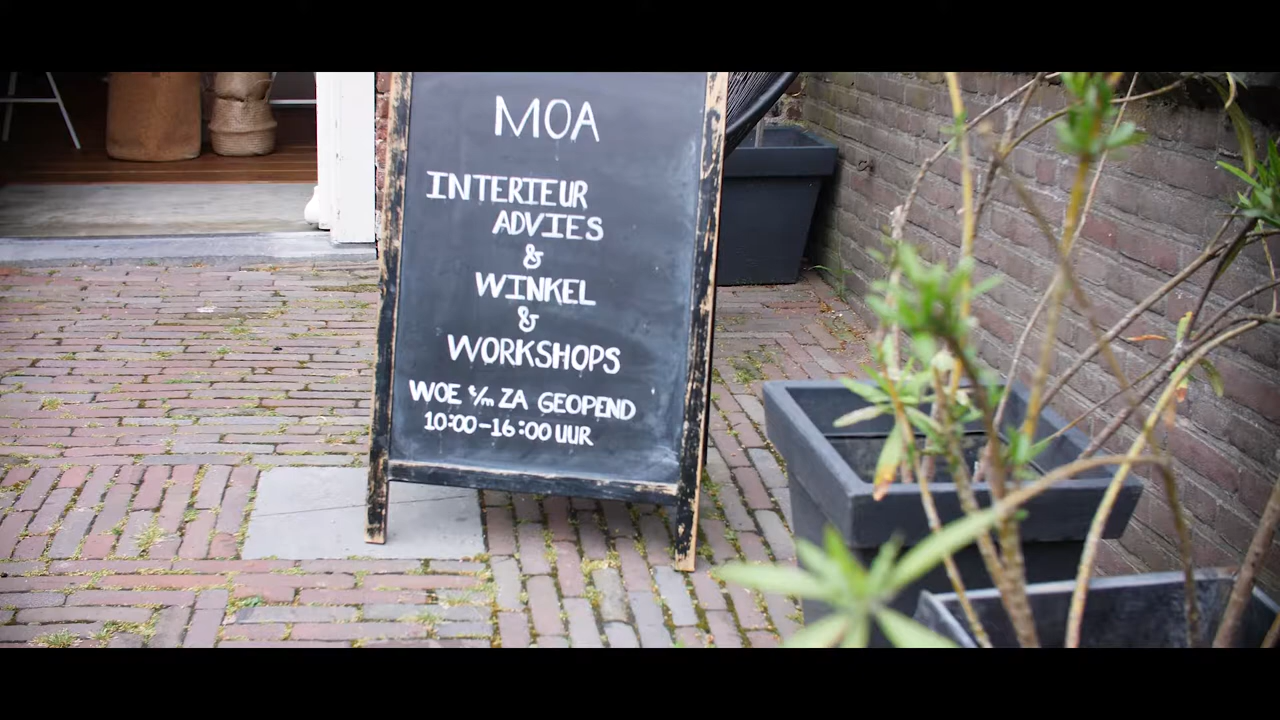 MOA
INTERIEUR
ADVIES
&
WINKEL
&
WORKSHOPS
WOE t/m ZA GEOPEND
10:00-16:00 UUR